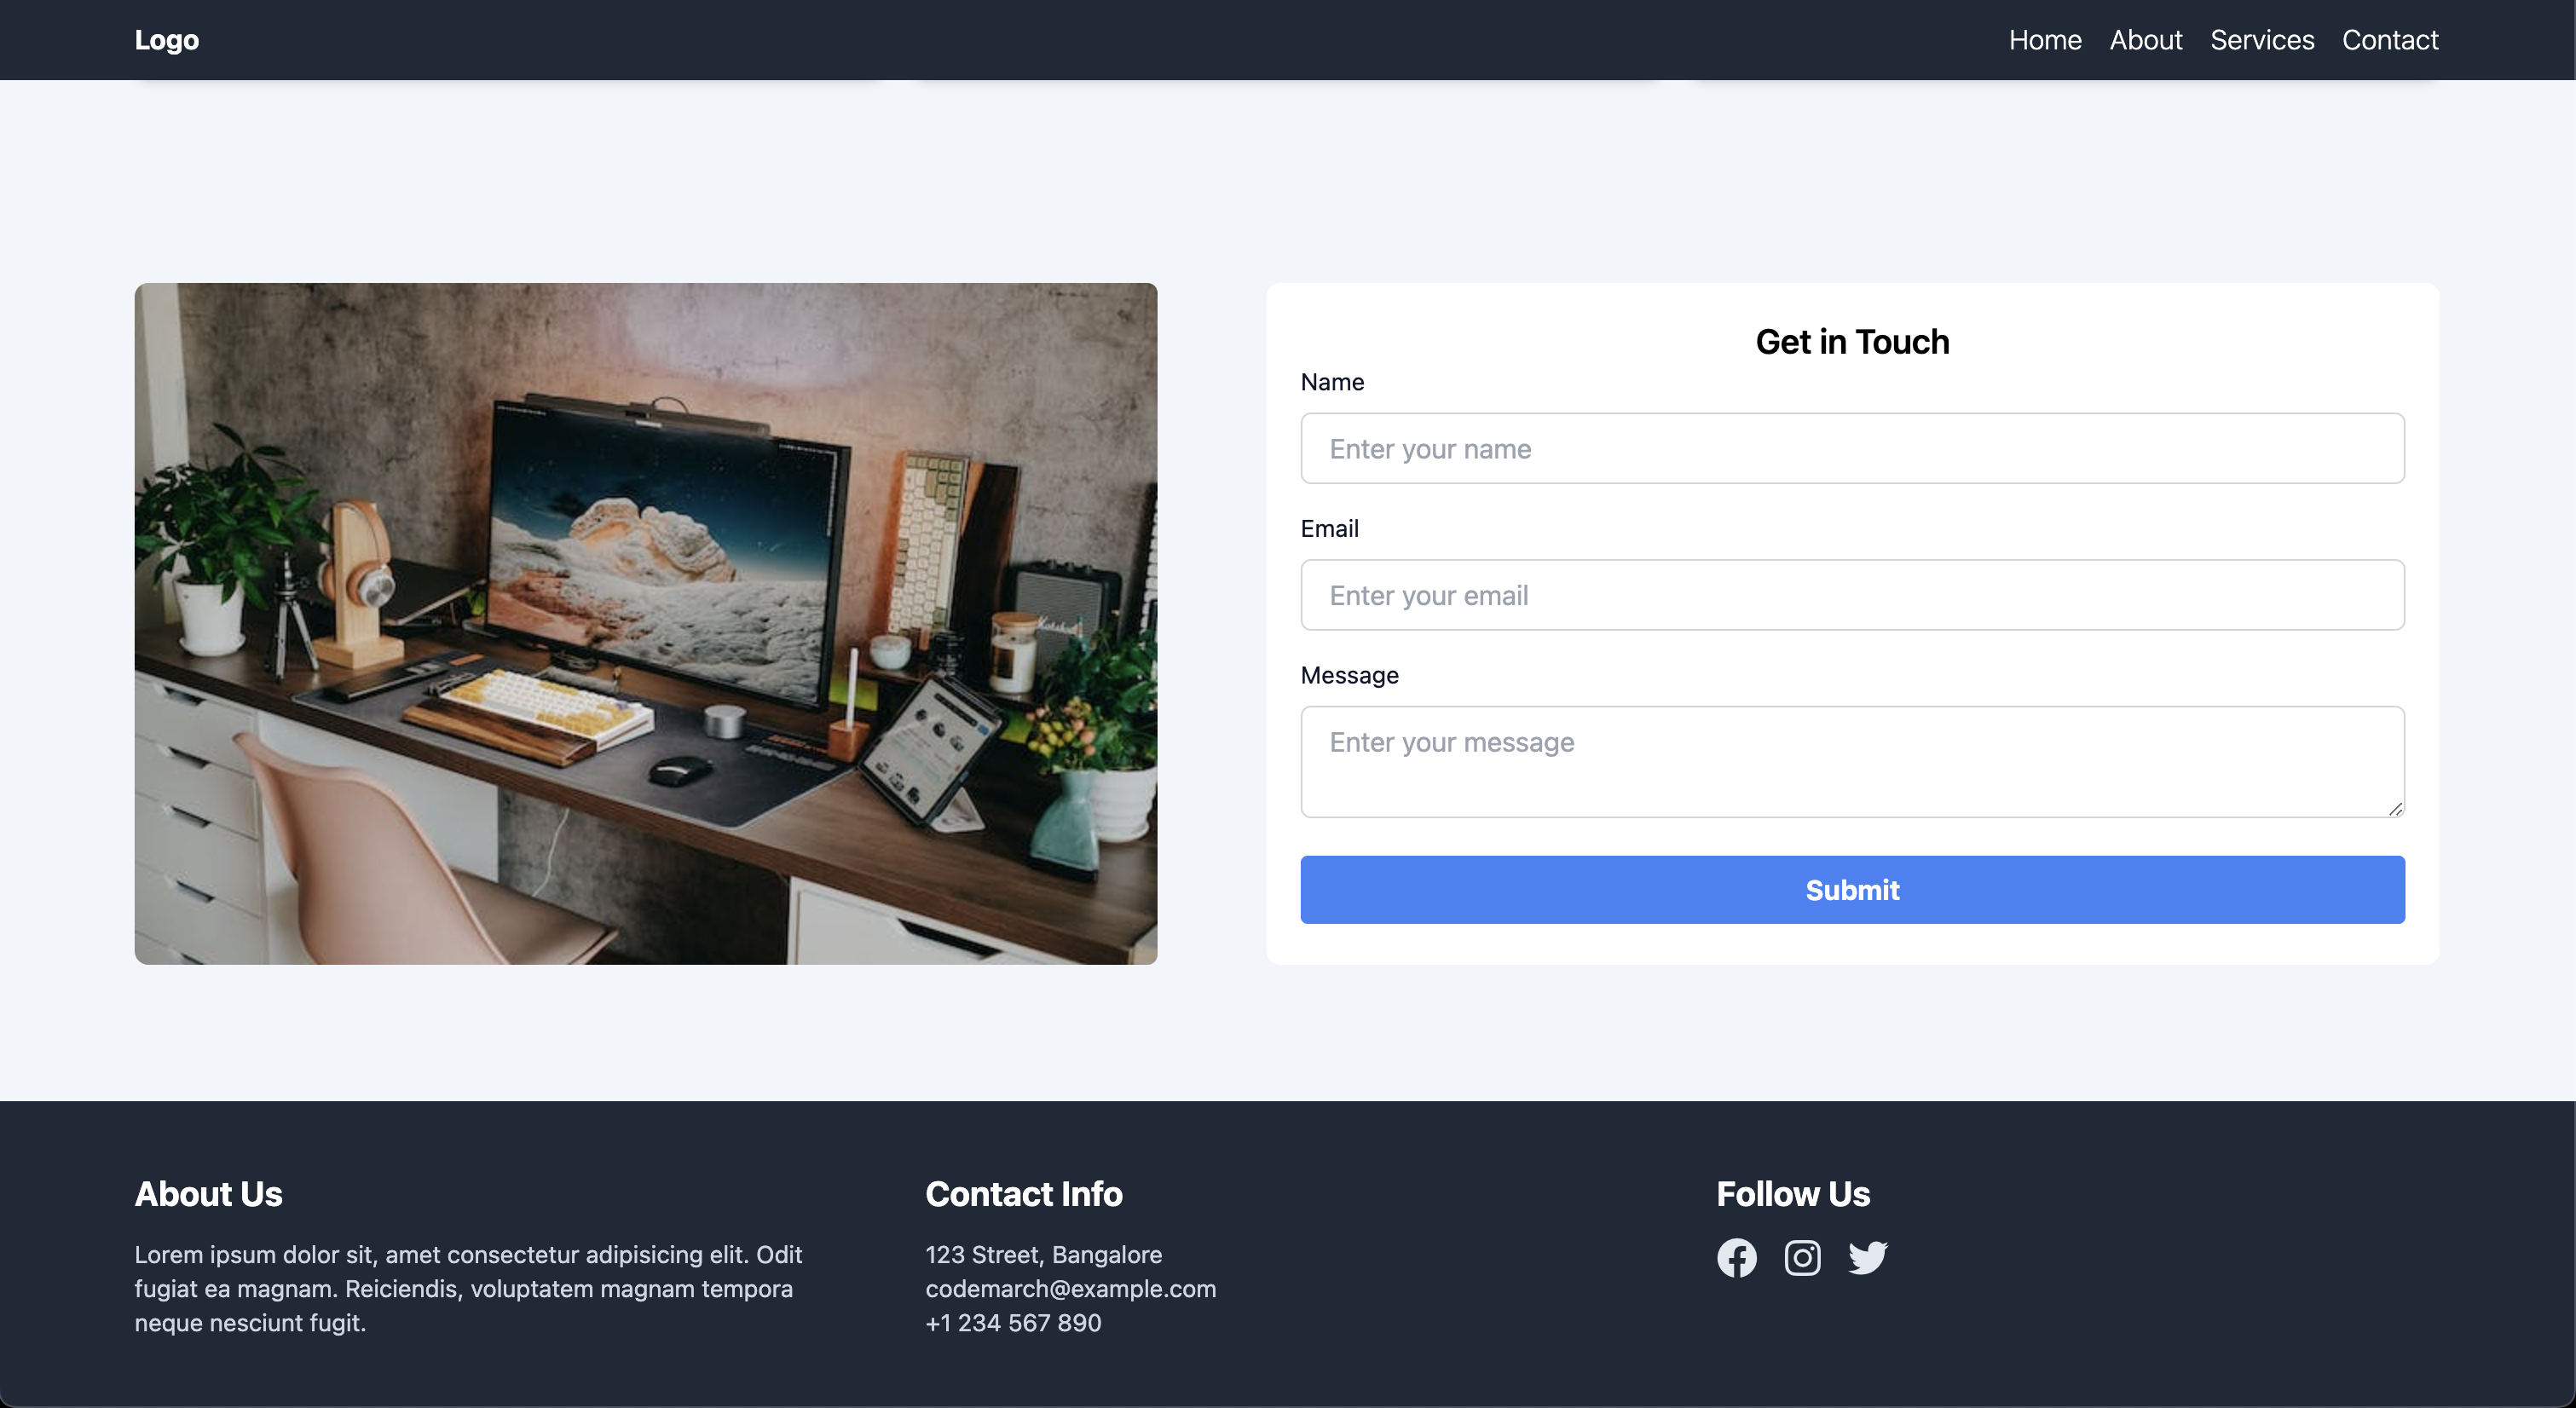 Logo
Home About Services Contact
Get in Touch
Name
Enter your name
Email
Enter your email
Message
Enter your message
Submit
About Us
Lorem ipsum dolor sit, amet consectetur adipisicing elit. Odit
fugiat ea magnam. Reiciendis, voluptatem magnam tempora
neque nesciunt fugit.
Contact Info
123 Street, Bangalore
codemarch@example.com
+1 234 567 890
Follow Us